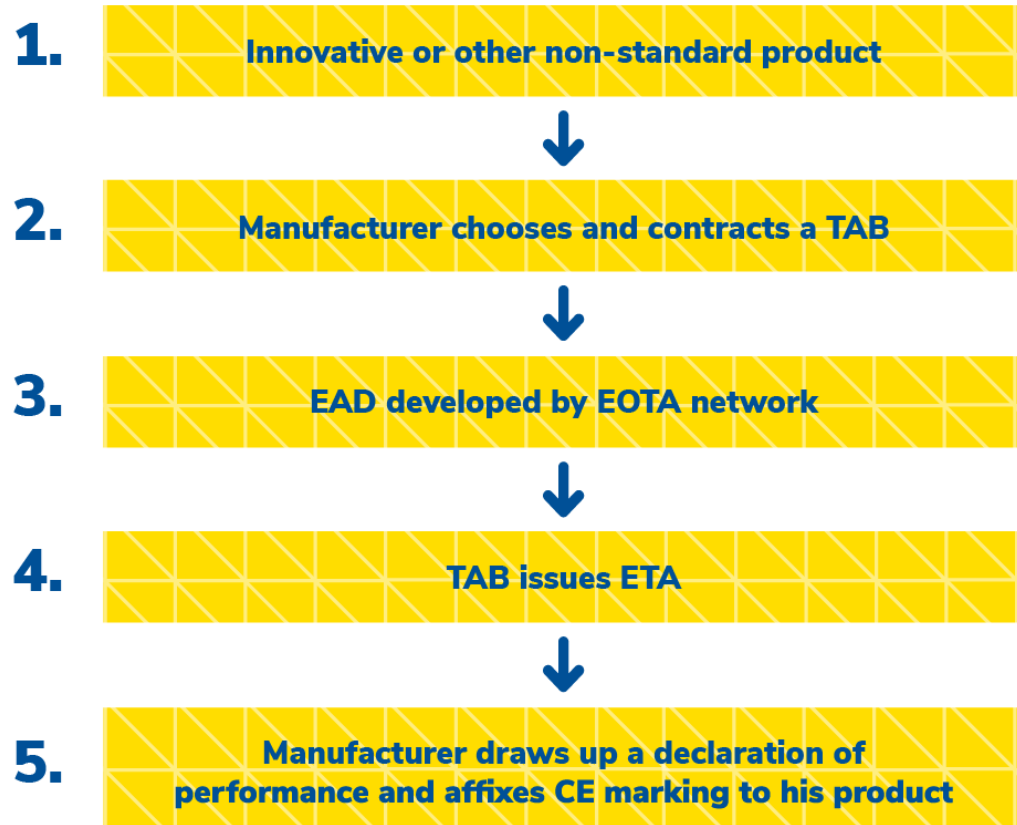 1.
Innovative or other non-standard product
2.
Manufacturer chooses and contracts a TAB
3.
EAD developed by EOTA network
4.
TAB issues ETA
5.
Manufacturer draws up a declaration of
performance and affixes CE marking to his product